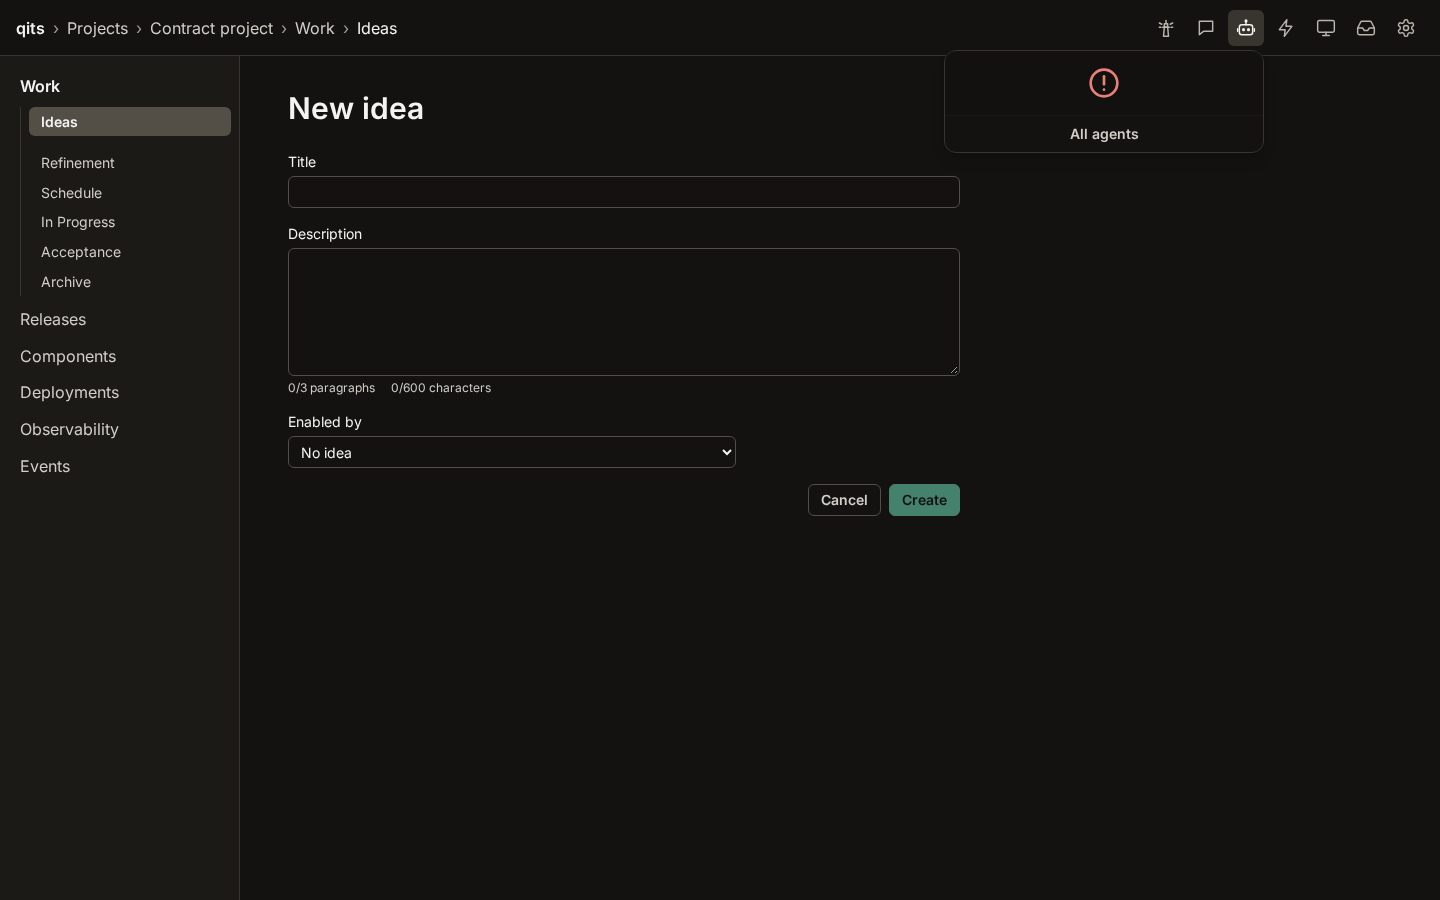 qits › Projects › Contract project › Work › Ideas
All agents
Work
Ideas
Refinement
Schedule
In Progress
Acceptance
Archive
Releases
Components
Deployments
Observability
Events
New idea
Title
Description
0/3 paragraphs 0/600 characters
Enabled by
No idea
Cancel Create